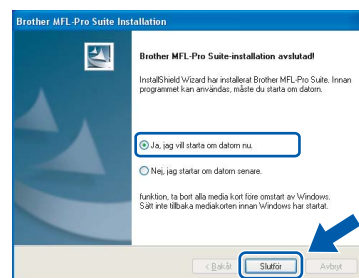 Brother MFL-Pro Suite Installation
Brother MFL-Pro Suite-installation avslutad!
InstallShield Wizard har installerat Brother MFL-Pro Suite. Innan
programmet kan användas, måste du starta om datorn.
Ja, jag vill starta om datorn nu.
Nej, jag startar om datorn senare.
funktion, ta bort alla media kort före omstart av Windows.
Sätt inte tillbaka mediakorten innan Windows har startat.
< Bakåt
Slutför
Avbryt